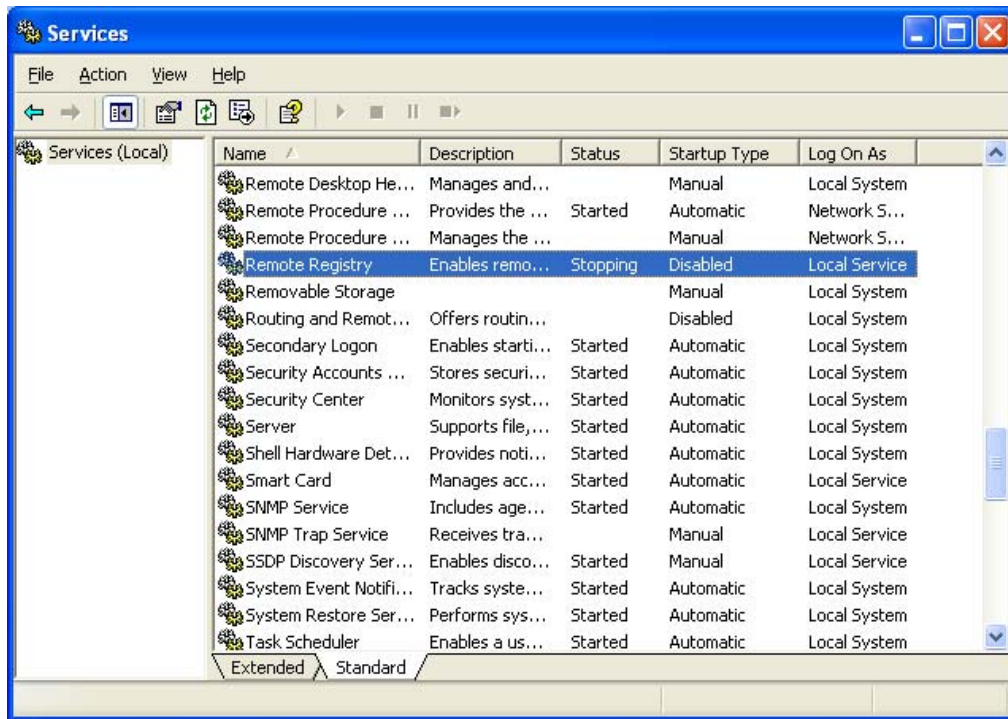 Services
File Action View Help
Services (Local)
Name Description Status Startup Type Log On As
Remote Desktop He... Manages and... Manual Local System
Remote Procedure ... Provides the ... Started Automatic Network S...
Remote Procedure ... Manages the ... Manual Network S...
Remote Registry Enables remo... Stopping Disabled Local Service
Removable Storage Manual Local System
Routing and Remot... Offers routin... Disabled Local System
Secondary Logon Enables starti... Started Automatic Local System
Security Accounts ... Stores securi... Started Automatic Local System
Security Center Monitors syst... Started Automatic Local System
Server Supports file,... Started Automatic Local System
Shell Hardware Det... Provides noti... Started Automatic Local System
Smart Card Manages acc... Started Automatic Local Service
SNMP Service Includes age... Started Automatic Local System
SNMP Trap Service Receives tra... Manual Local Service
SSDP Discovery Ser... Enables disco... Started Manual Local Service
System Event Notifi... Tracks syste... Started Automatic Local System
System Restore Ser... Performs sys... Started Automatic Local System
Task Scheduler Enables a us... Started Automatic Local System
Extended Standard